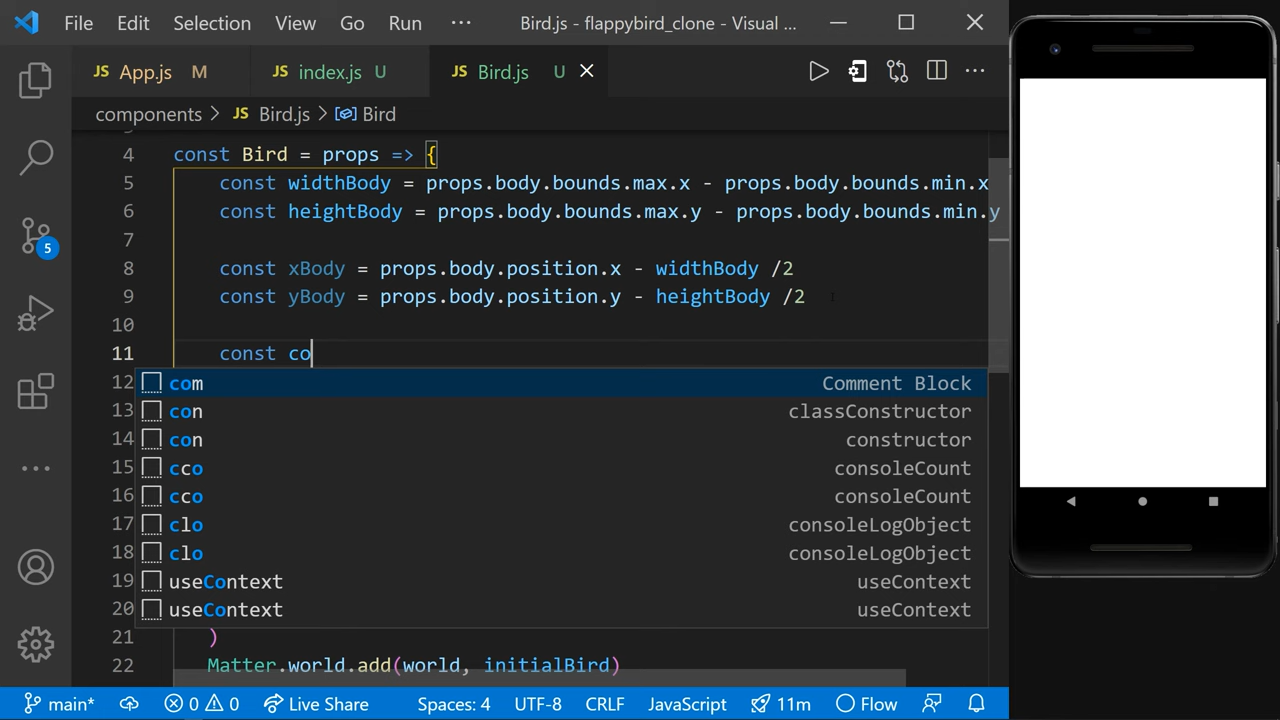 File Edit Selection View Go Run ··· Bird.js - flappybird_clone - Visual ...
JS App.js M JS index.js U JS Bird.js U
components > JS Bird.js > Bird
4 const Bird = props => {
5 const widthBody = props.body.bounds.max.x - props.body.bounds.min.x
6 const heightBody = props.body.bounds.max.y - props.body.bounds.min.y
7
8 const xBody = props.body.position.x - widthBody /2
9 const yBody = props.body.position.y - heightBody /2
10
11 const co
12 com Comment Block
13 con classConstructor
14 con constructor
15 cco consoleCount
16 cco consoleCount
17 clo consoleLogObject
18 clo consoleLogObject
19 useContext useContext
20 useContext useContext
21 )
22 Matter.world.add(world, initialBird)
5
main* 0 0 Live Share Spaces: 4 UTF-8 CRLF JavaScript 11m Flow